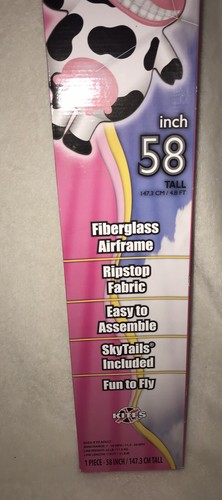 inch
58
TALL
147.3 CM / 4.8 FT
Fiberglass
Airframe
Ripstop
Fabric
Easy to
Assemble
SkyTails®
Included
Fun to Fly
KITES
1 PIECE - 58 INCH / 147.3 CM TALL